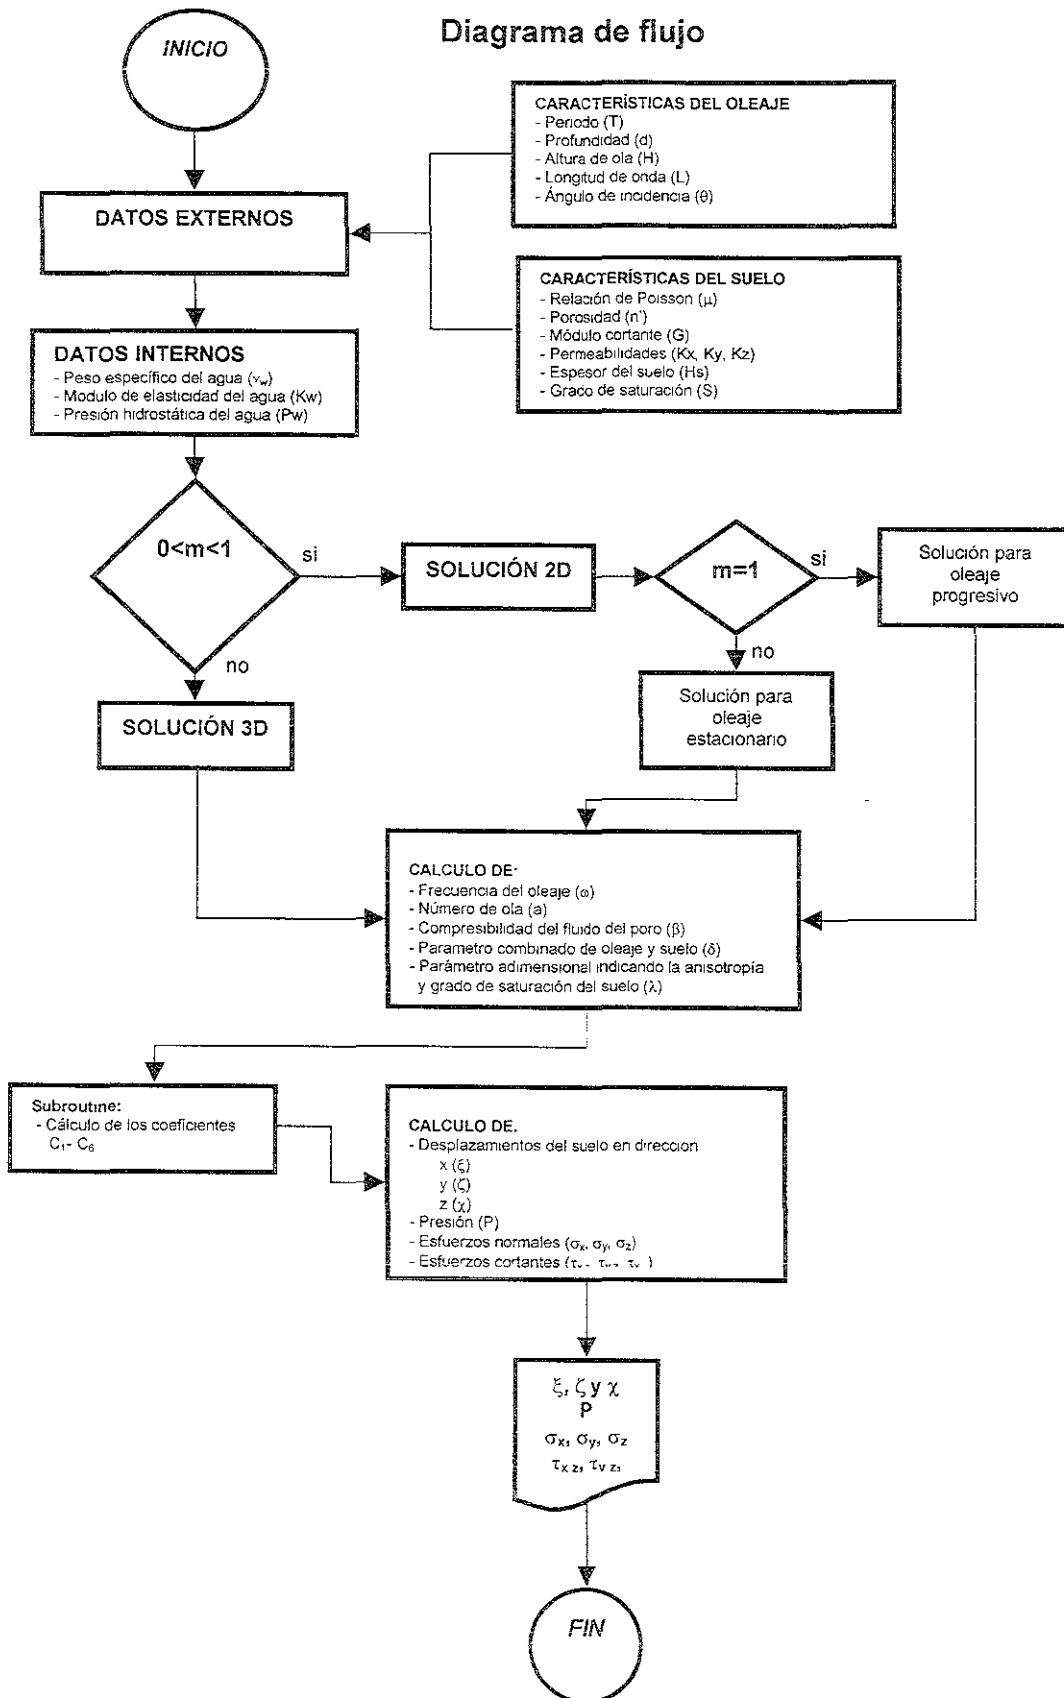 Diagrama de flujo
INICIO
CARACTERÍSTICAS DEL OLEAJE
- Periodo (T)
- Profundidad (d)
- Altura de ola (H)
- Longitud de onda (L)
- Ángulo de incidencia (θ)
DATOS EXTERNOS
CARACTERÍSTICAS DEL SUELO
- Relación de Poisson (μ)
- Porosidad (n')
- Módulo cortante (G)
- Permeabilidades (Kx, Ky, Kz)
- Espesor del suelo (Hs)
- Grado de saturación (S)
DATOS INTERNOS
- Peso específico del agua (γw)
- Modulo de elasticidad del agua (Kw)
- Presión hidrostática del agua (Pw)
0<m<1
si
SOLUCIÓN 2D
m=1
si
Solución para
oleaje
progresivo
no
SOLUCIÓN 3D
no
Solución para
oleaje
estacionario
CALCULO DE:
- Frecuencia del oleaje (ω)
- Número de ola (a)
- Compresibilidad del fluido del poro (β)
- Parametro combinado de oleaje y suelo (δ)
- Parámetro adimensional indicando la anisotropía
y grado de saturación del suelo (λ)
Subroutine:
- Cálculo de los coeficientes
C₁- C₆
CALCULO DE.
- Desplazamientos del suelo en direccion
x (ξ)
y (ζ)
z (χ)
- Presión (P)
- Esfuerzos normales (σx, σy, σz)
- Esfuerzos cortantes
ξ, ζ y χ
P
σx, σy, σz
τx z, τy z,
FIN